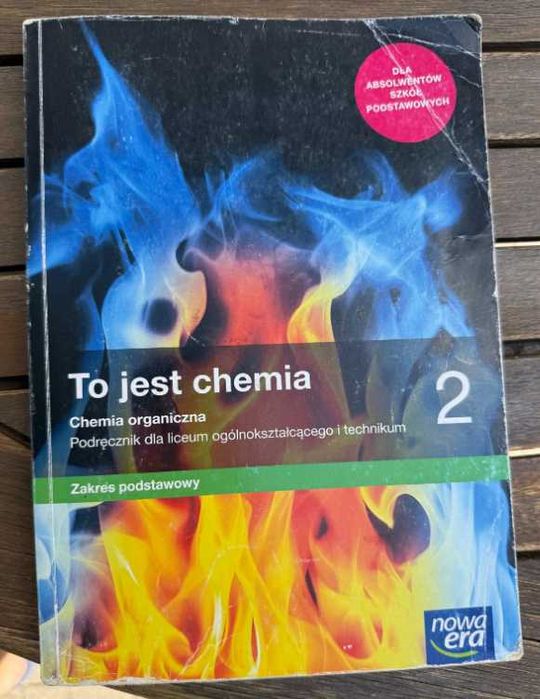 DLA
ABSOLWENTÓW
SZKÓŁ
PODSTAWOWYCH
To jest chemia
2
Chemia organiczna
Podręcznik dla liceum ogólnokształcącego i technikum
Zakres podstawowy
nowa
era